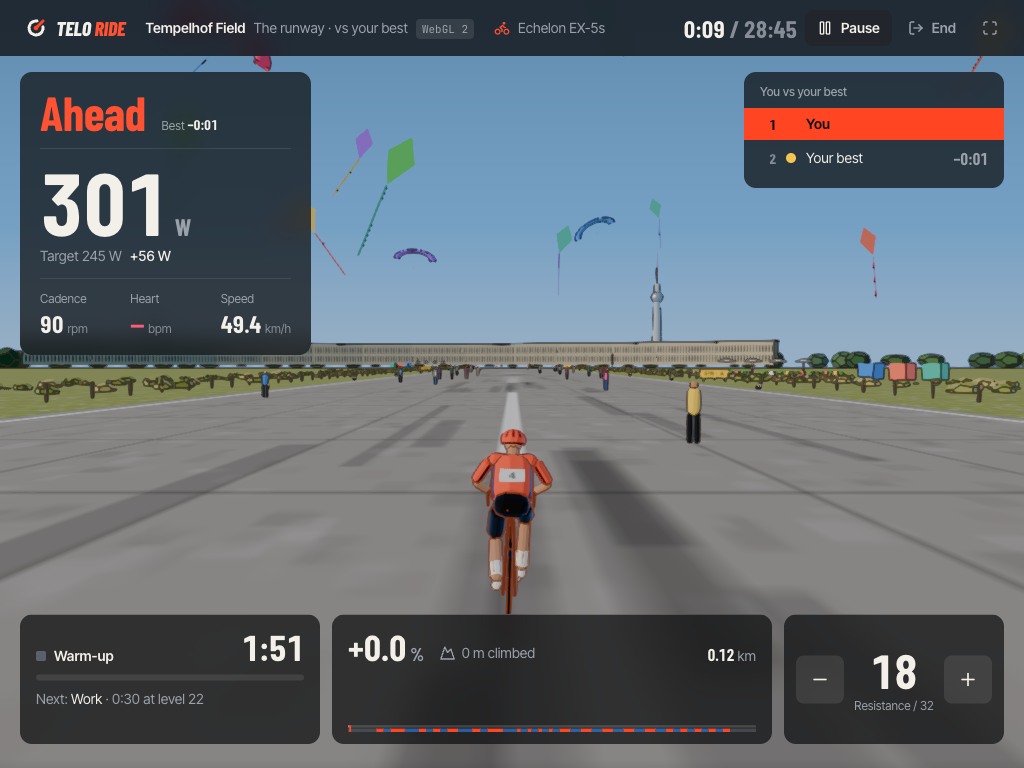 TELO RIDE Tempelhof Field The runway · vs your best WebGL 2 Echelon EX-5s 0:09 / 28:45 Pause End
Ahead Best −0:01
301 W
Target 245 W +56 W
Cadence Heart Speed
90 rpm — bpm 49.4 km/h
You vs your best
1 You
2 Your best −0:01
4
Warm-up 1:51
Next: Work · 0:30 at level 22
+0.0 % 0 m climbed 0.12 km
− 18 +
Resistance / 32